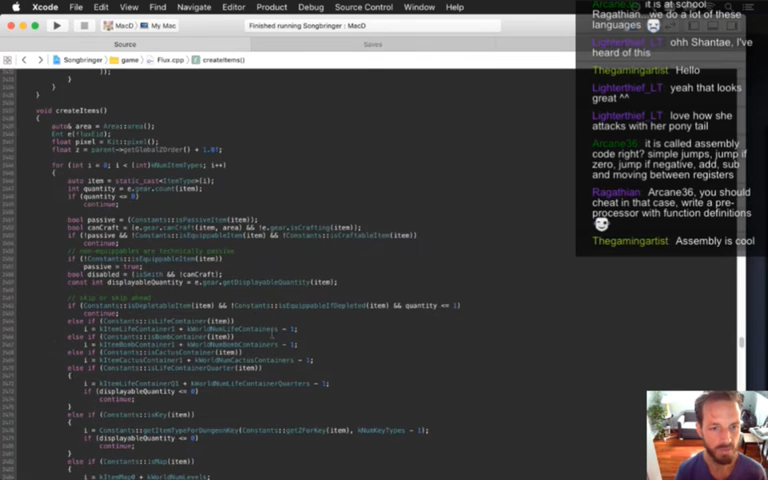 Xcode File Edit View Find Navigate Editor Product Debug Source Control Window
MacD My Mac
Finished running Songbringer : MacD
Source
Saves
Songbringer game Flux.cpp createItems()
void createItems()
{
auto& area = Area::area();
float pixel = Kit::pixel();
float z = parent->getGlobalZOrder() + 1.0f;
for (int i = 0; i < (int)kNumItemTypes; i++)
{
auto item = static_cast<ItemType>(i);
int quantity = e.gear.count(item);
if (quantity <= 0)
continue;
bool passive = (Constants::isPassiveItem(item));
bool canCraft = (e.gear.canCraft(item, area) && !e.gear.isCrafting(item));
if (!passive && !Constants::isEquippableItem(item) && !Constants::isCraftableItem(item))
continue;
// non-equippables are technically passive
if (!Constants::isEquippableItem(item))
passive = true;
bool disabled = (isSmith && !canCraft);
const int displayableQuantity = e.gear.getDisplayableQuantity(item);
// skip or skip ahead
if (Constants::isDepletableItem(item) && !Constants::isEquippableIfDepleted(item) && quantity <= 1)
continue;
else if (Constants::isLifeContainer(item))
i = kItemLifeContainer1 + kWorldNumLifeContainers - 1;
else if (Constants::isBombContainer(item))
i = kItemBombContainer1 + kWorldNumBombContainers - 1;
else if (Constants::isCactusContainer(item))
i = kItemCactusContainer1 + kWorldNumCactusContainers - 1;
else if (Constants::isLifeContainerQuarter(item))
{
i = kItemLifeContainerQ1 + kWorldNumLifeContainerQuarters - 1;
if (displayableQuantity <= 0)
continue;
}
else if (Constants::isKey(item))
{
i = Constants::getItemTypeForDungeonKey(Constants::getZForKey(item), kNumKeyTypes - 1);
if (displayableQuantity <= 0)
continue;
}
else if (Constants::isMap(item))
{
i = kItemMap0 + kWorldNumLevels;
it is at school
Ragathian...we do a lot of these
languages
Lighterthief_LT ohh Shantae, I've
heard of this
Thegamingartist Hello
Lighterthief_LT yeah that looks
great ^^
Lighterthief_LT love how she
attacks with her pony tail
Arcane36 it is called assembly
code right? simple jumps, jump if
zero, jump if negative, add, sub
and moving between registers
Ragathian Arcane36, you should
cheat in that case, write a pre-
processor with function definitions
Thegamingartist Assembly is cool